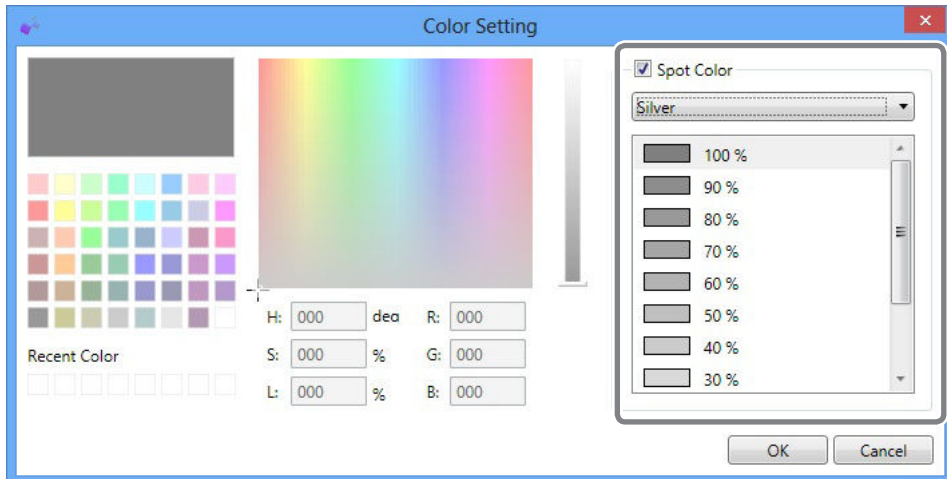 Color Setting
Spot Color
Silver
100 %
90 %
80 %
70 %
60 %
50 %
40 %
30 %
H: 000 dea R: 000
S: 000 % G: 000
L: 000 % B: 000
Recent Color
OK Cancel